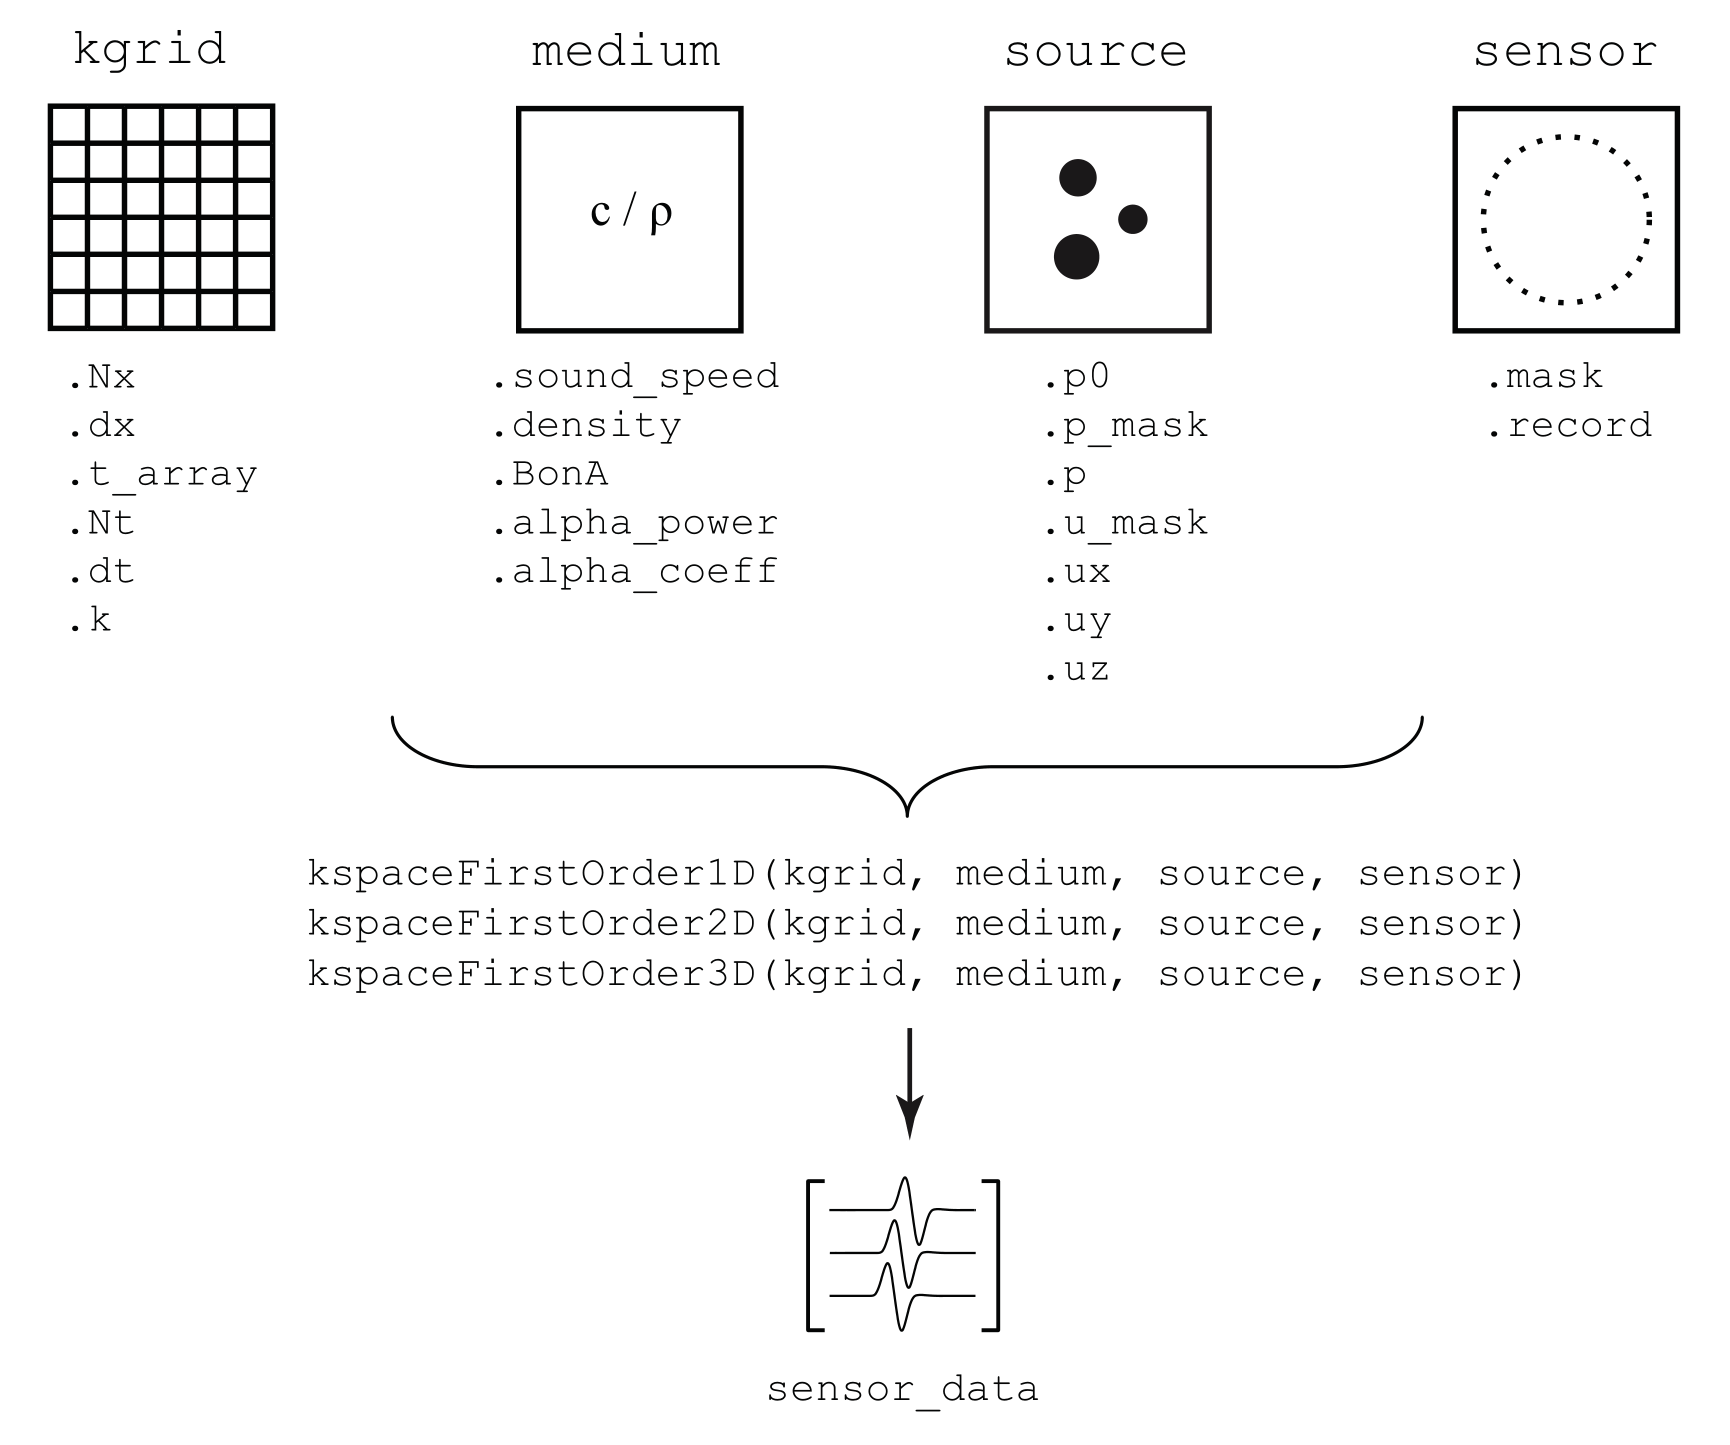 kgrid
medium
source
sensor
c / ρ
.Nx
.dx
.t_array
.Nt
.dt
.k
.sound_speed
.density
.BonA
.alpha_power
.alpha_coeff
.p0
.p_mask
.p
.u_mask
.ux
.uy
.uz
.mask
.record
kspaceFirstOrder1D(kgrid, medium, source, sensor)
kspaceFirstOrder2D(kgrid, medium, source, sensor)
kspaceFirstOrder3D(kgrid, medium, source, sensor)
sensor_data